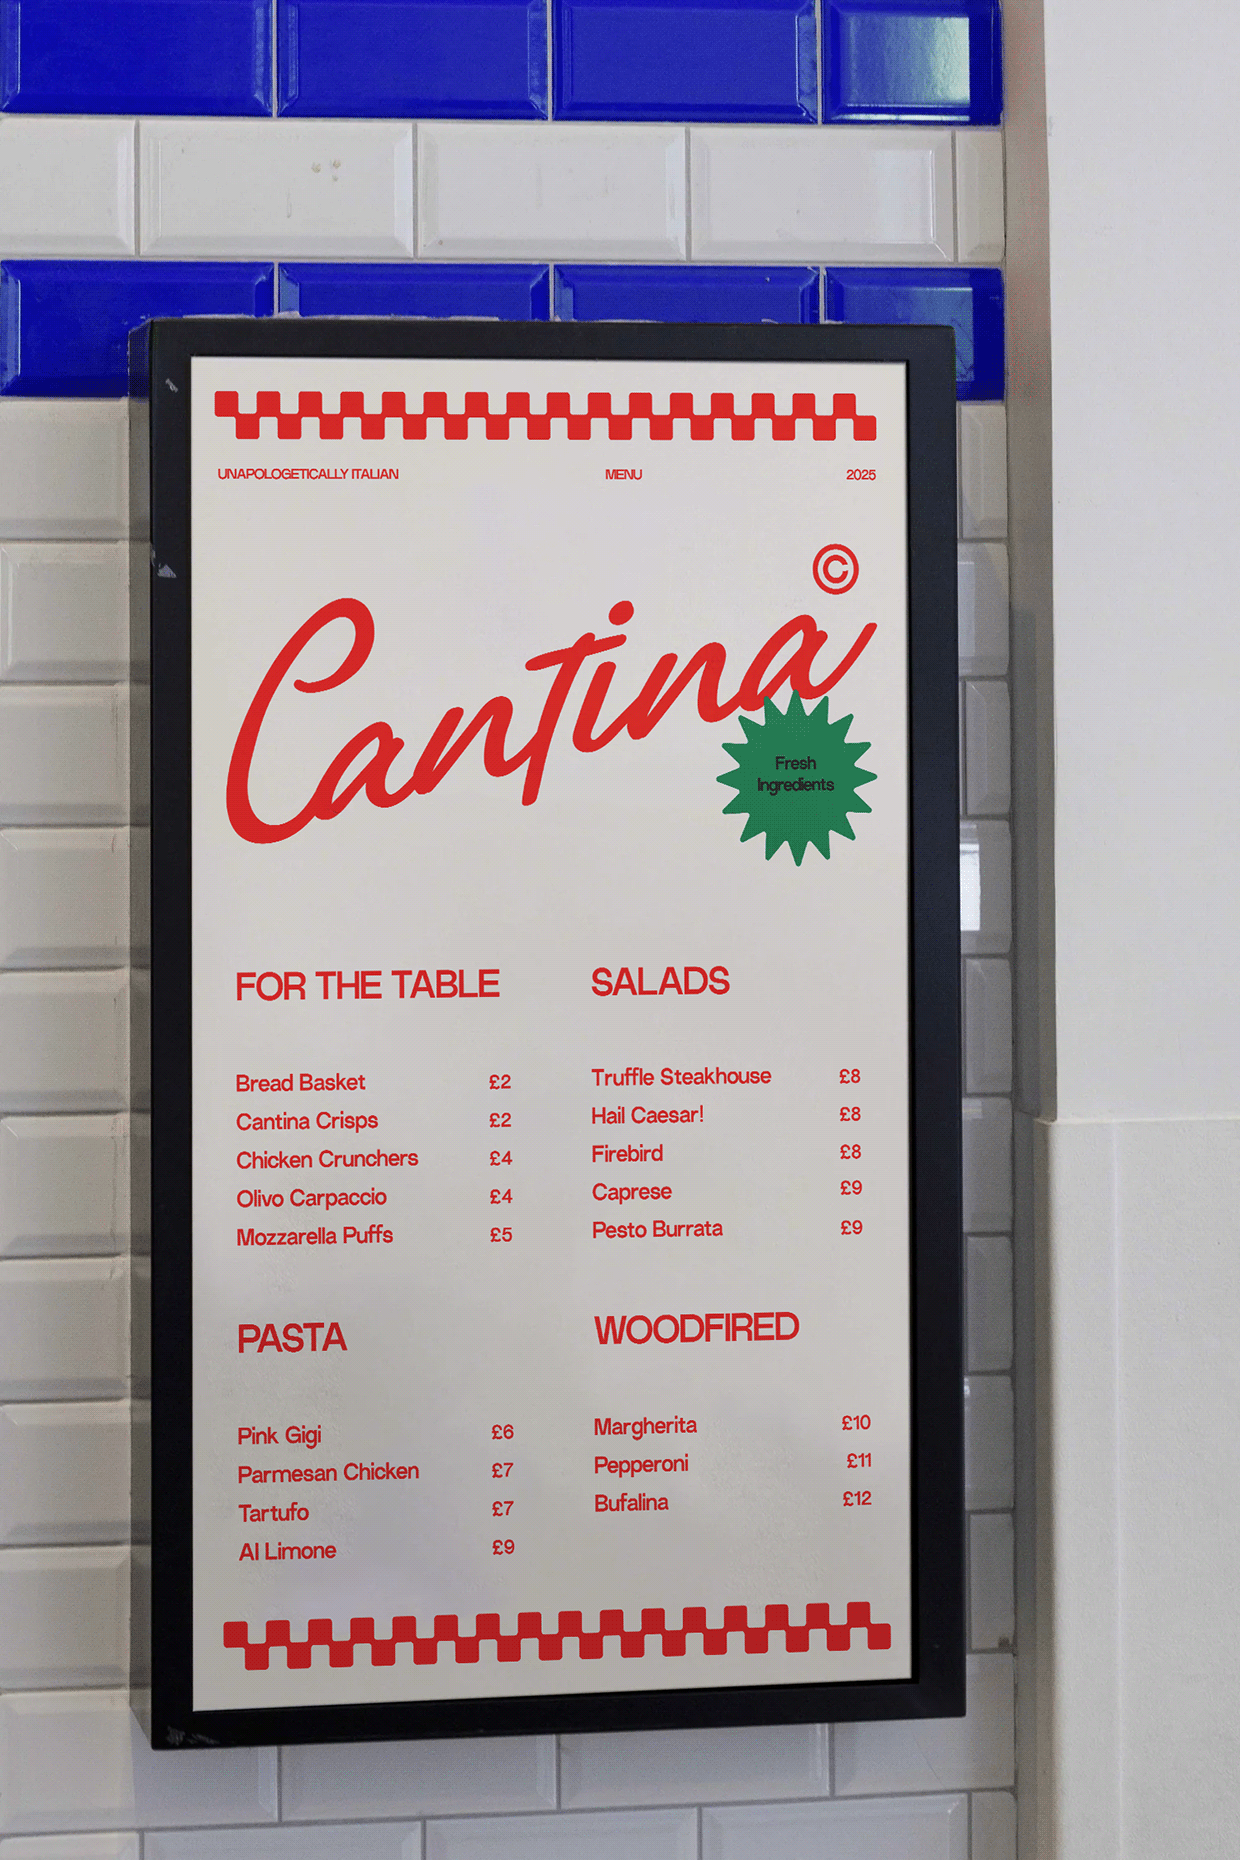 UNAPOLOGETICALLY ITALIAN MENU 2025
Cantina ©
Fresh
Ingredients
FOR THE TABLE
Bread Basket £2
Cantina Crisps £2
Chicken Crunchers £4
Olivo Carpaccio £4
Mozzarella Puffs £5
SALADS
Truffle Steakhouse £8
Hail Caesar! £8
Firebird £8
Caprese £9
Pesto Burrata £9
PASTA
Pink Gigi £6
Parmesan Chicken £7
Tartufo £7
Al Limone £9
WOODFIRED
Margherita £10
Pepperoni £11
Bufalina £12